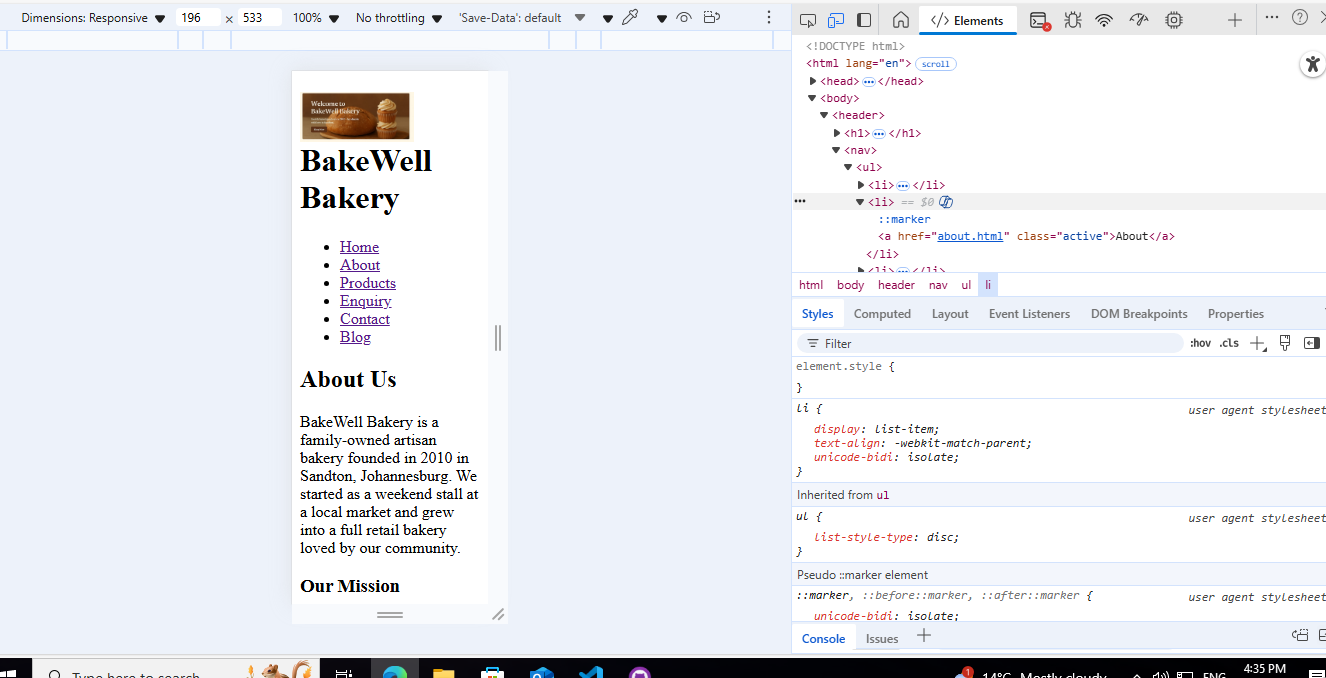 Dimensions: Responsive 196 × 533 100% No throttling 'Save-Data': default
Elements
Welcome to
BakeWell Bakery
BakeWell
Bakery
Home
About
Products
Enquiry
Contact
Blog
About Us
BakeWell Bakery is a
family-owned artisan
bakery founded in 2010 in
Sandton, Johannesburg. We
started as a weekend stall at
a local market and grew
into a full retail bakery
loved by our community.
Our Mission
<!DOCTYPE html>
<html lang="en"> scroll
<head> ••• </head>
<body>
<header>
<h1> ••• </h1>
<nav>
<ul>
<li> ••• </li>
••• <li> == $0
::marker
<a href="about.html" class="active">About</a>
</li>
<li> ••• </li>
html body header nav ul li
Styles Computed Layout Event Listeners DOM Breakpoints Properties
Filter :hov .cls
element.style {
}
li { user agent stylesheet
display: list-item;
text-align: -webkit-match-parent;
unicode-bidi: isolate;
}
Inherited from ul
ul { user agent stylesheet
list-style-type: disc;
}
Pseudo ::marker element
::marker, ::before::marker, ::after::marker { user agent stylesheet
unicode-bidi: isolate;
Console Issues
Type here to search
1 14°C Mostly cloudy ENG 4:35 PM